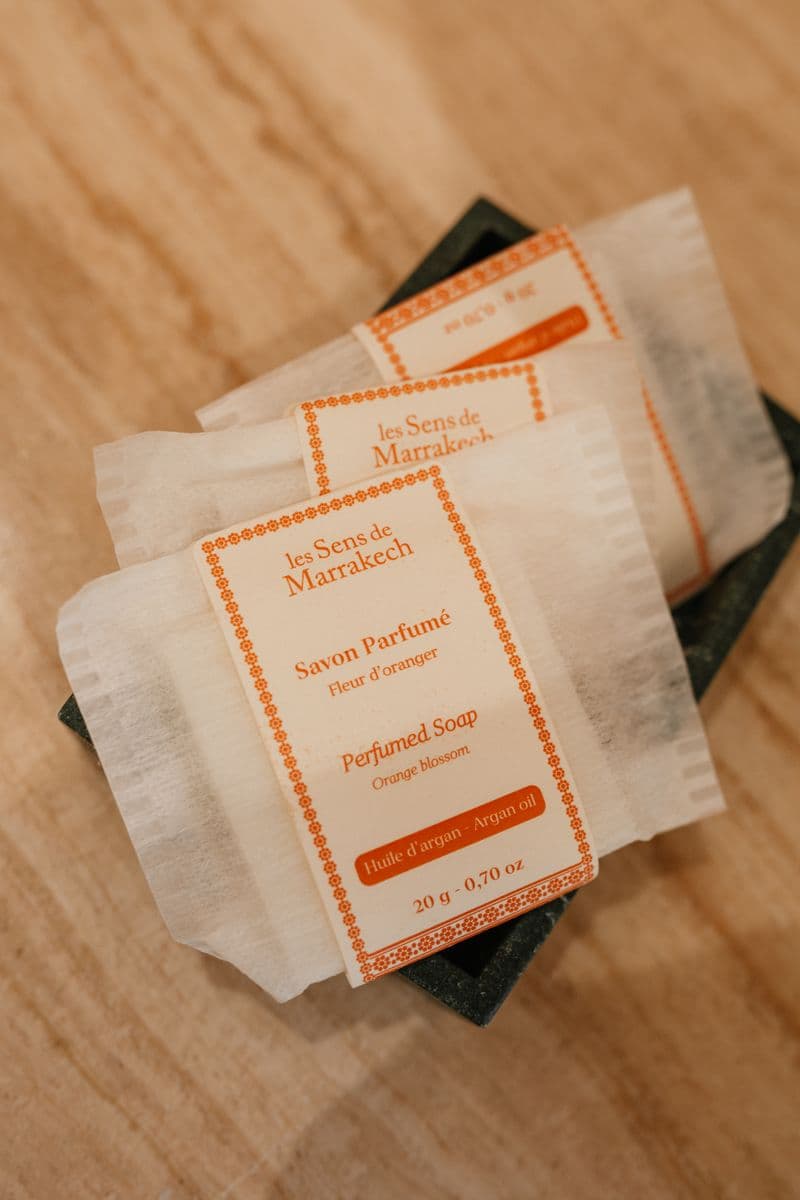 20 g - 0,70 oz
les Sens de
Marrakech
les Sens de
Marrakech
Savon Parfumé
Fleur d'oranger
Perfumed Soap
Orange blossom
Huile d'argan - Argan oil
20 g - 0,70 oz